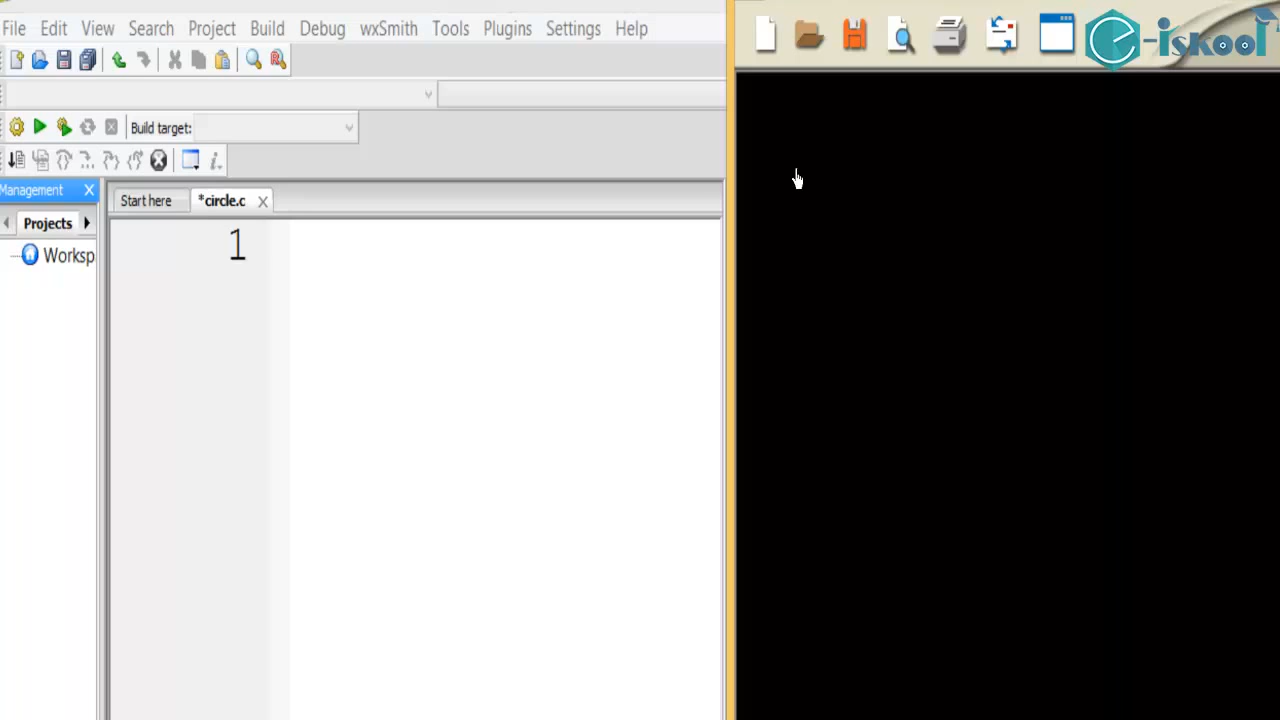 File Edit View Search Project Build Debug wxSmith Tools Plugins Settings Help
e-iskool
Build target:
Management
Start here *circle.c
Projects
1
Worksp